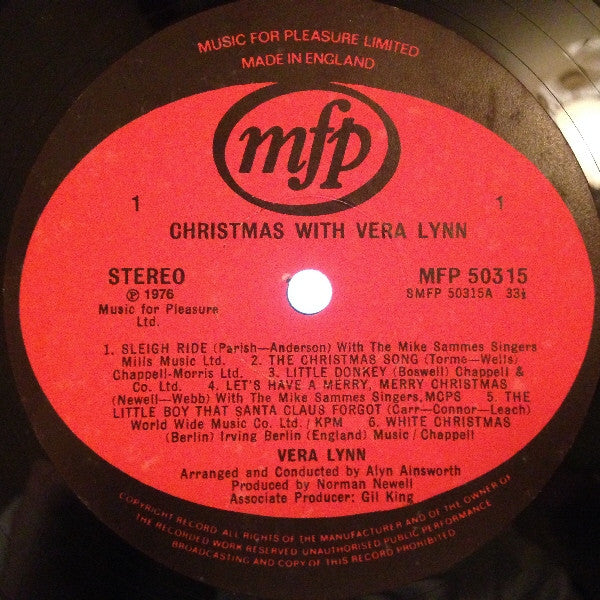 MUSIC FOR PLEASURE LIMITED
MADE IN ENGLAND
mfp
1 1
CHRISTMAS WITH VERA LYNN
STEREO MFP 50315
℗ 1976 SMFP 50315A 33⅓
Music for Pleasure
Ltd.
1. SLEIGH RIDE (Parish—Anderson) With The Mike Sammes Singers
Mills Music Ltd. 2. THE CHRISTMAS SONG (Torme—Wells)
Chappell-Morris Ltd. 3. LITTLE DONKEY (Boswell) Chappell &
Co. Ltd. 4. LET'S HAVE A MERRY, MERRY CHRISTMAS
(Newell—Webb) With The Mike Sammes Singers, MCPS 5. THE
LITTLE BOY THAT SANTA CLAUS FORGOT (Carr—Connor—Leach)
World Wide Music Co. Ltd./KPM 6. WHITE CHRISTMAS
(Berlin) Irving Berlin (England) Music/Chappell
VERA LYNN
Arranged and Conducted by Alyn Ainsworth
Produced by Norman Newell
Associate Producer: Gil King
COPYRIGHT RECORD. ALL RIGHTS OF THE MANUFACTURER AND OF THE OWNER OF
THE RECORDED WORK RESERVED UNAUTHORISED PUBLIC PERFORMANCE
BROADCASTING AND COPY OF THIS RECORD PROHIBITED